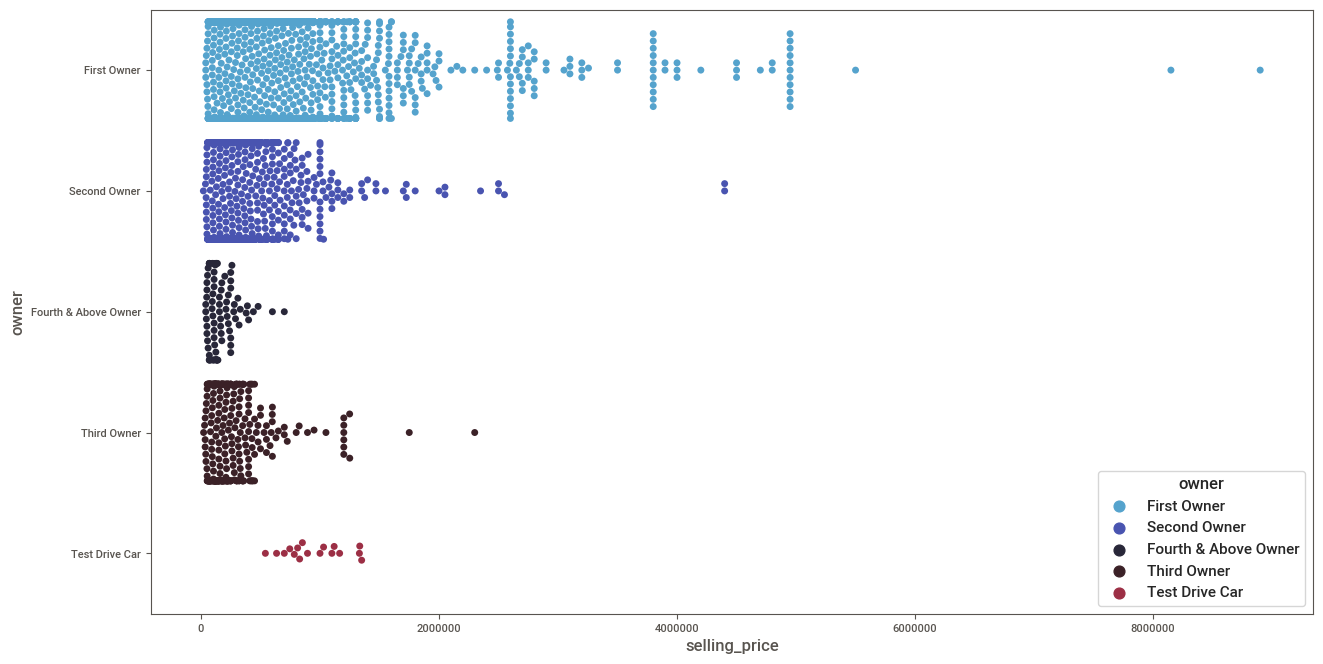 owner
First Owner
Second Owner
Fourth & Above Owner
Third Owner
Test Drive Car
0
2000000
4000000
6000000
8000000
selling_price
owner
First Owner
Second Owner
Fourth & Above Owner
Third Owner
Test Drive Car